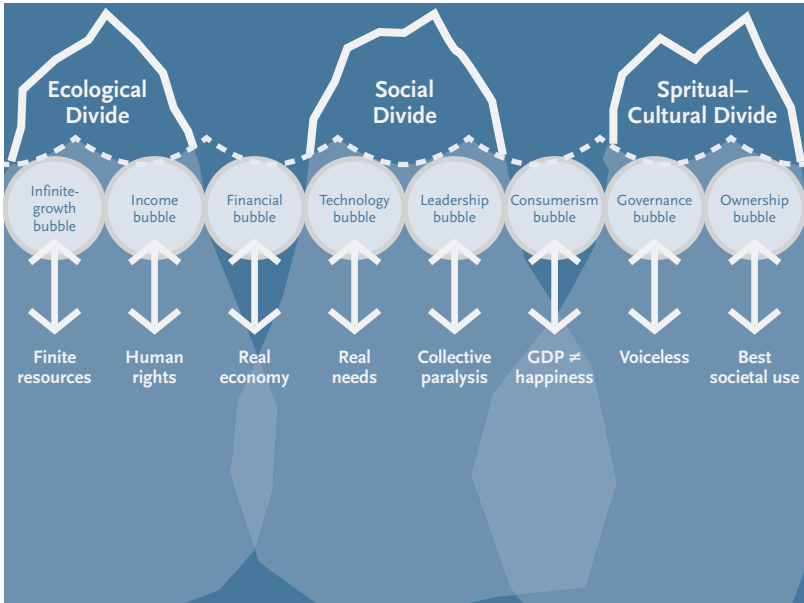 Ecological
Divide
Social
Divide
Spritual–
Cultural Divide
Infinite-
growth
bubble
Income
bubble
Financial
bubble
Technology
bubble
Leadership
bubble
Consumerism
bubble
Governance
bubble
Ownership
bubble
Finite
resources
Human
rights
Real
economy
Real
needs
Collective
paralysis
GDP ≠
happiness
Voiceless
Best
societal use